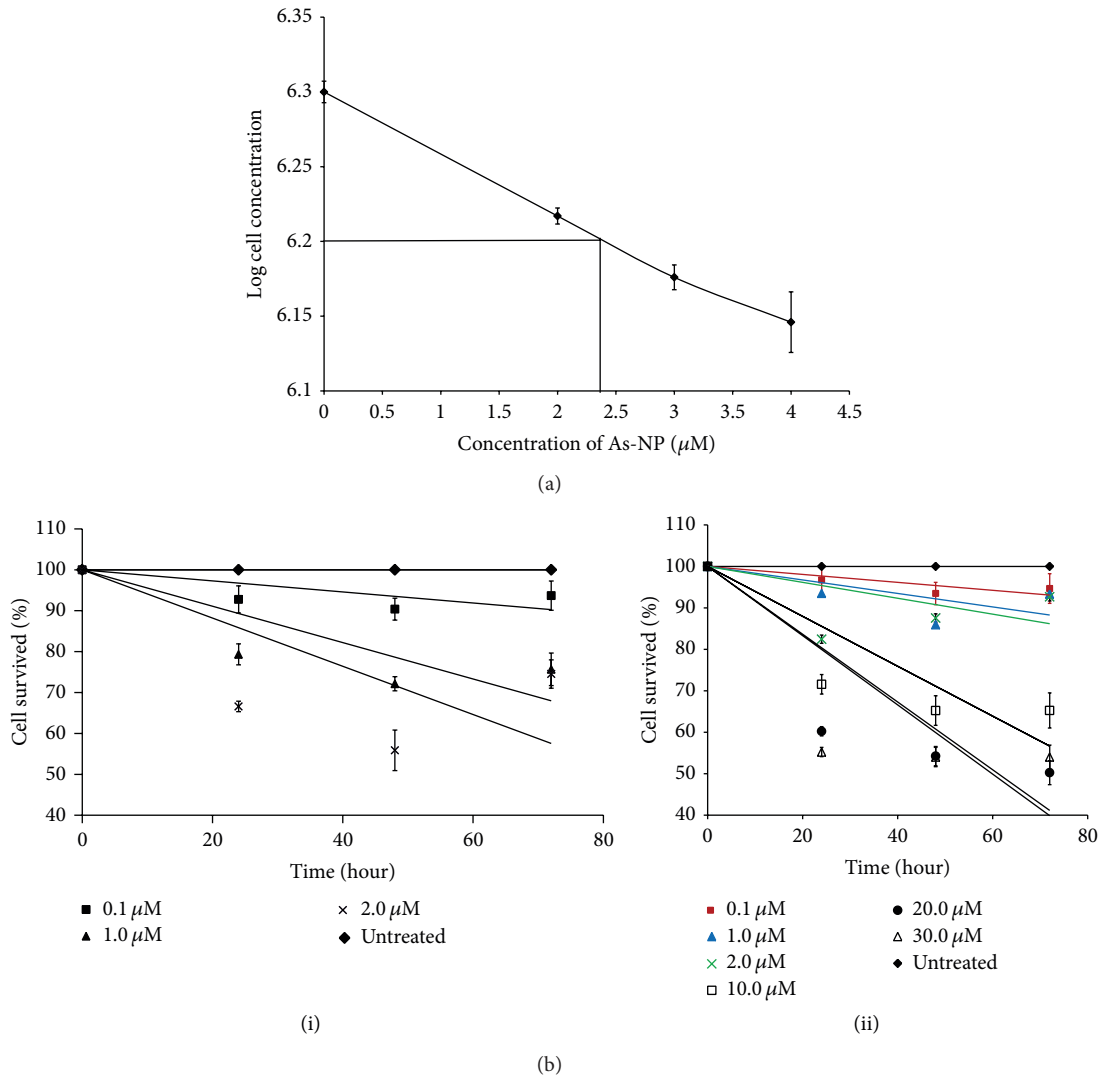 6.35
6.3
6.25
6.2
6.15
6.1
Log cell concentration
0 0.5 1 1.5 2 2.5 3 3.5 4 4.5
Concentration of As-NP (μM)
(a)
110
100
90
80
70
60
50
40
Cell survived (%)
0 20 40 60 80
Time (hour)
0.1 μM
1.0 μM
2.0 μM
Untreated
(i)
110
100
90
80
70
60
50
40
Cell survived (%)
0 20 40 60 80
Time (hour)
0.1 μM
1.0 μM
2.0 μM
10.0 μM
20.0 μM
30.0 μM
Untreated
(ii)
(b)